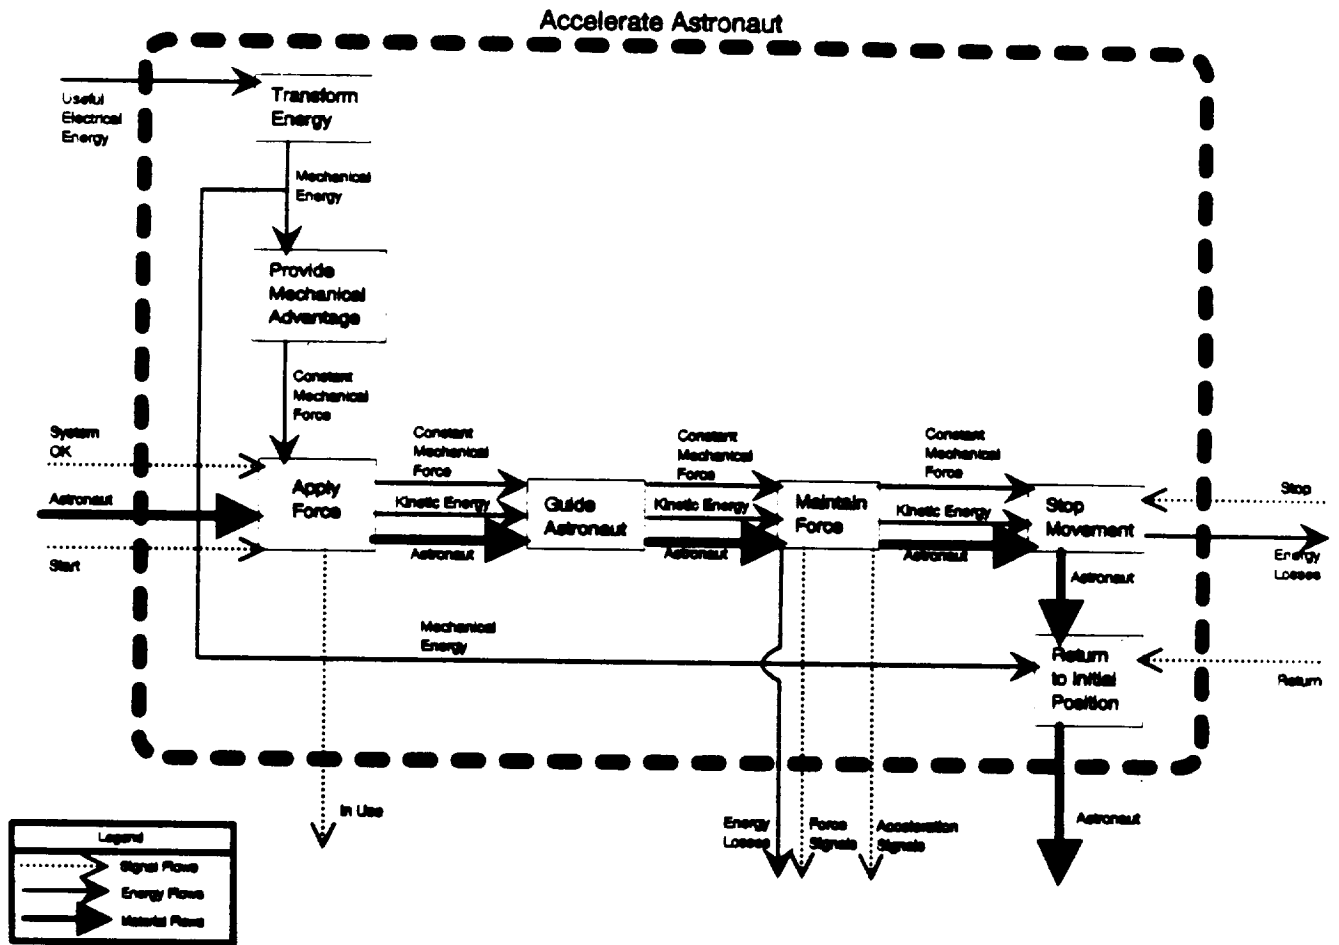 Accelerate Astronaut
Useful
Electrical
Energy
Transform
Energy
Mechanical
Energy
Provide
Mechanical
Advantage
Constant
Mechanical
Force
System
OK
Astronaut
Start
Apply
Force
Constant
Mechanical
Force
Kinetic Energy
Astronaut
Guide
Astronaut
Constant
Mechanical
Force
Kinetic Energy
Astronaut
Maintain
Force
Constant
Mechanical
Force
Kinetic Energy
Astronaut
Stop
Movement
Stop
Energy
Losses
Astronaut
Mechanical
Energy
Return
to Initial
Position
Return
In Use
Energy
Losses
Force
Signals
Acceleration
Signals
Astronaut
Legend
Signal Flows
Energy Flows
Material Flows